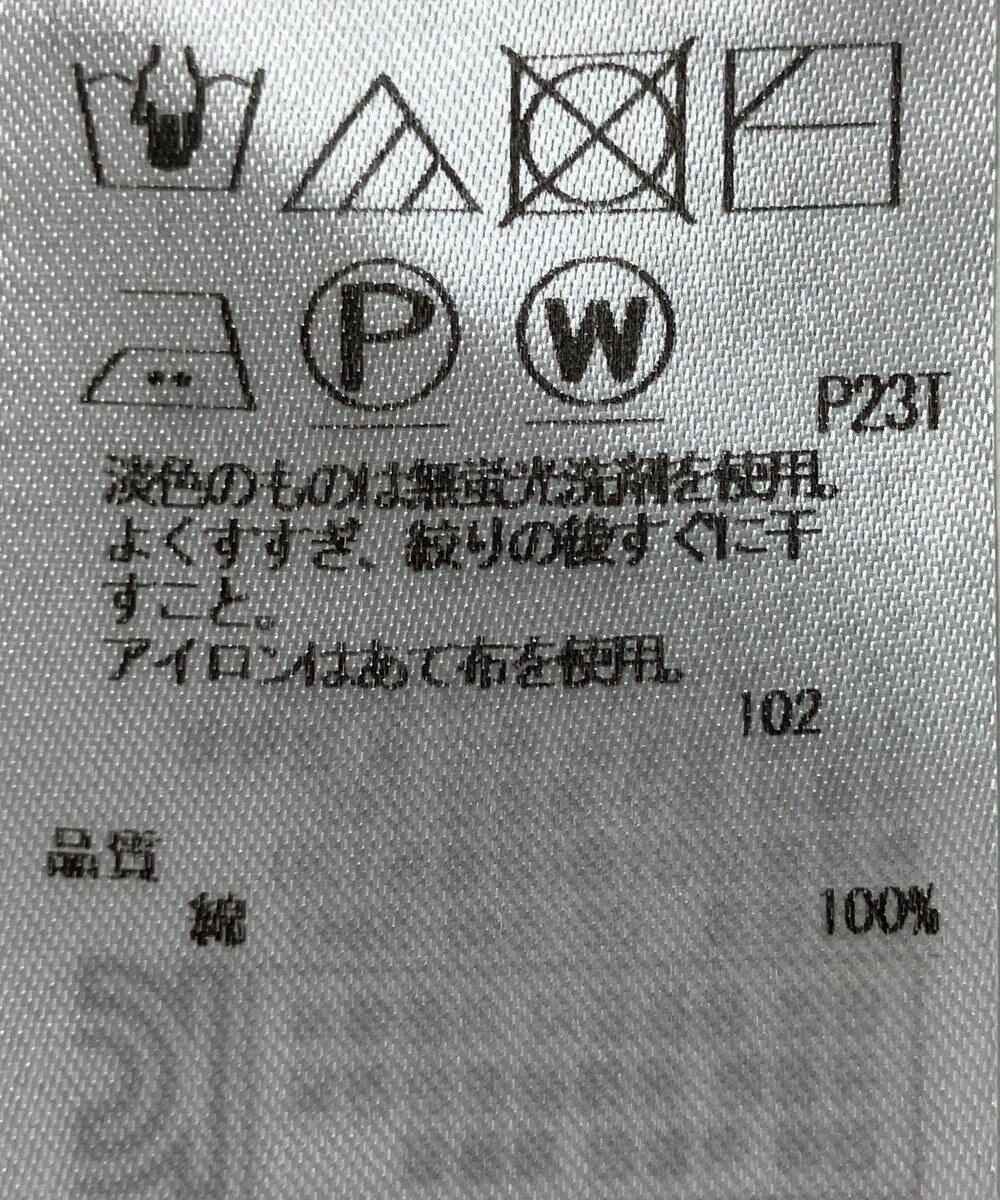 P
W
P23T
淡色のものは無蛍光洗剤を使用。
よくすすぎ、絞りの後すぐに干
すこと。
アイロンはあて布を使用。
102
品質
綿 100%